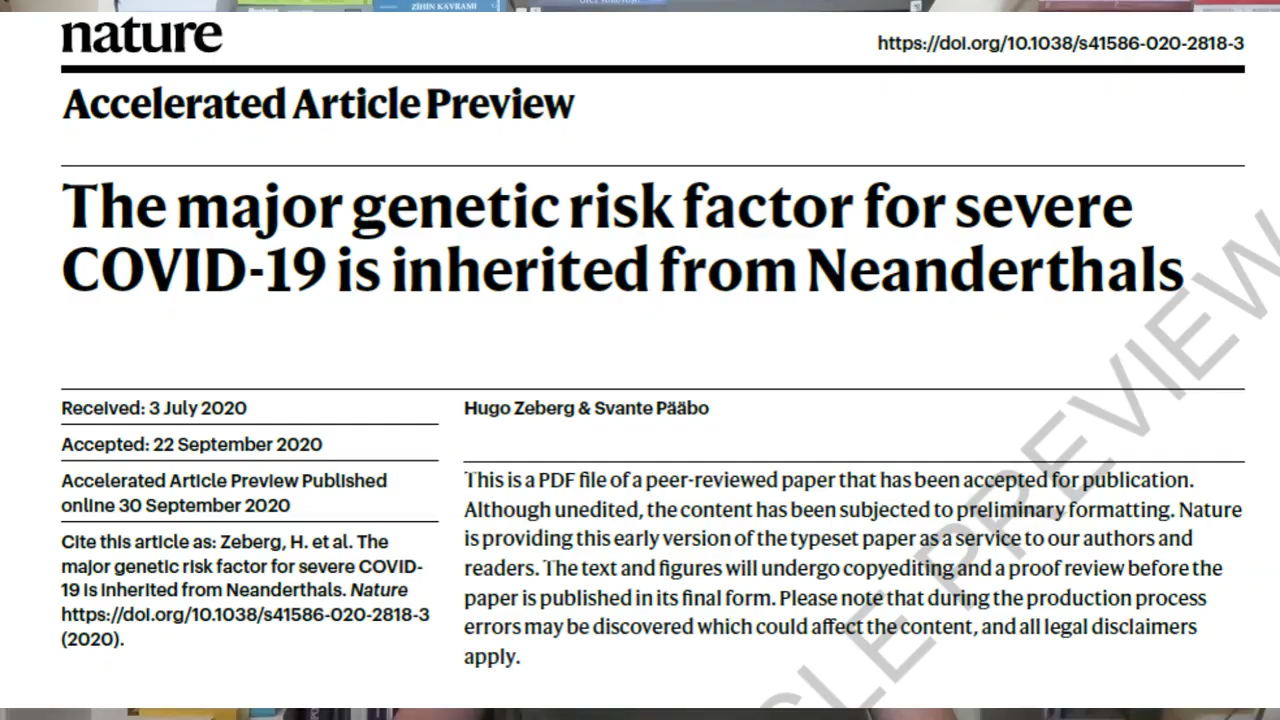 ZİHİN KAVRAMI
nature
https://doi.org/10.1038/s41586-020-2818-3
Accelerated Article Preview
The major genetic risk factor for severe
COVID-19 is inherited from Neanderthals
Received: 3 July 2020
Accepted: 22 September 2020
Accelerated Article Preview Published
online 30 September 2020
Cite this article as: Zeberg, H. et al. The
major genetic risk factor for severe COVID-
19 is inherited from Neanderthals. Nature
https://doi.org/10.1038/s41586-020-2818-3
(2020).
Hugo Zeberg & Svante Pääbo
This is a PDF file of a peer-reviewed paper that has been accepted for publication.
Although unedited, the content has been subjected to preliminary formatting. Nature
is providing this early version of the typeset paper as a service to our authors and
readers. The text and figures will undergo copyediting and a proof review before the
paper is published in its final form. Please note that during the production process
errors may be discovered which could affect the content, and all legal disclaimers
apply.
CLE PREVIEW